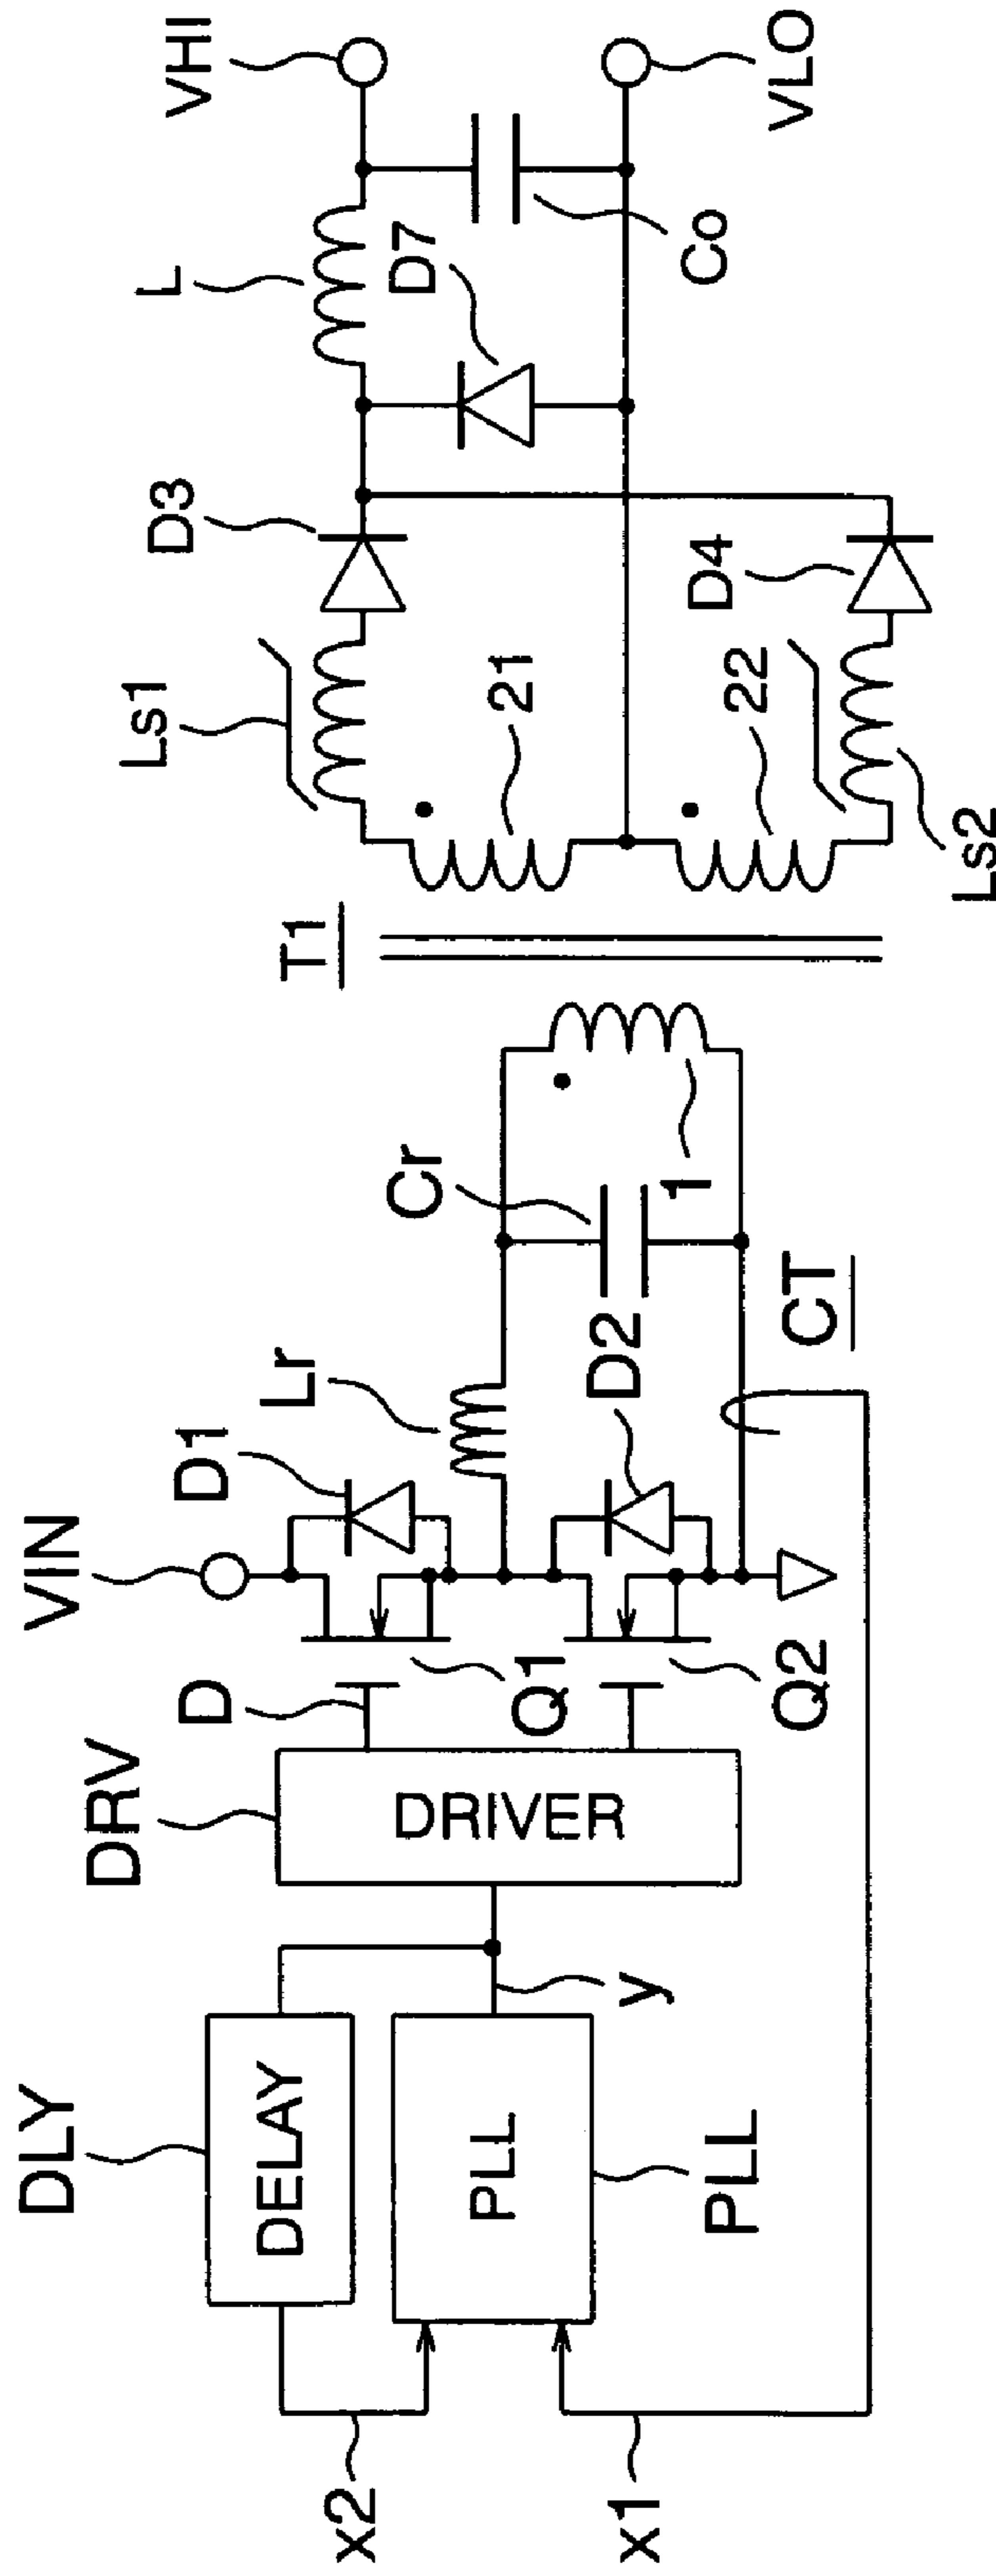 DLY
DELAY
x2
PLL
PLL
x1
y
DRV
DRIVER
D
VIN
Q1
Q2
D1
D2
Lr
Cr
1
CT
T1
21
22
Ls1
Ls2
D3
D4
L
D7
Co
VHI
VLO